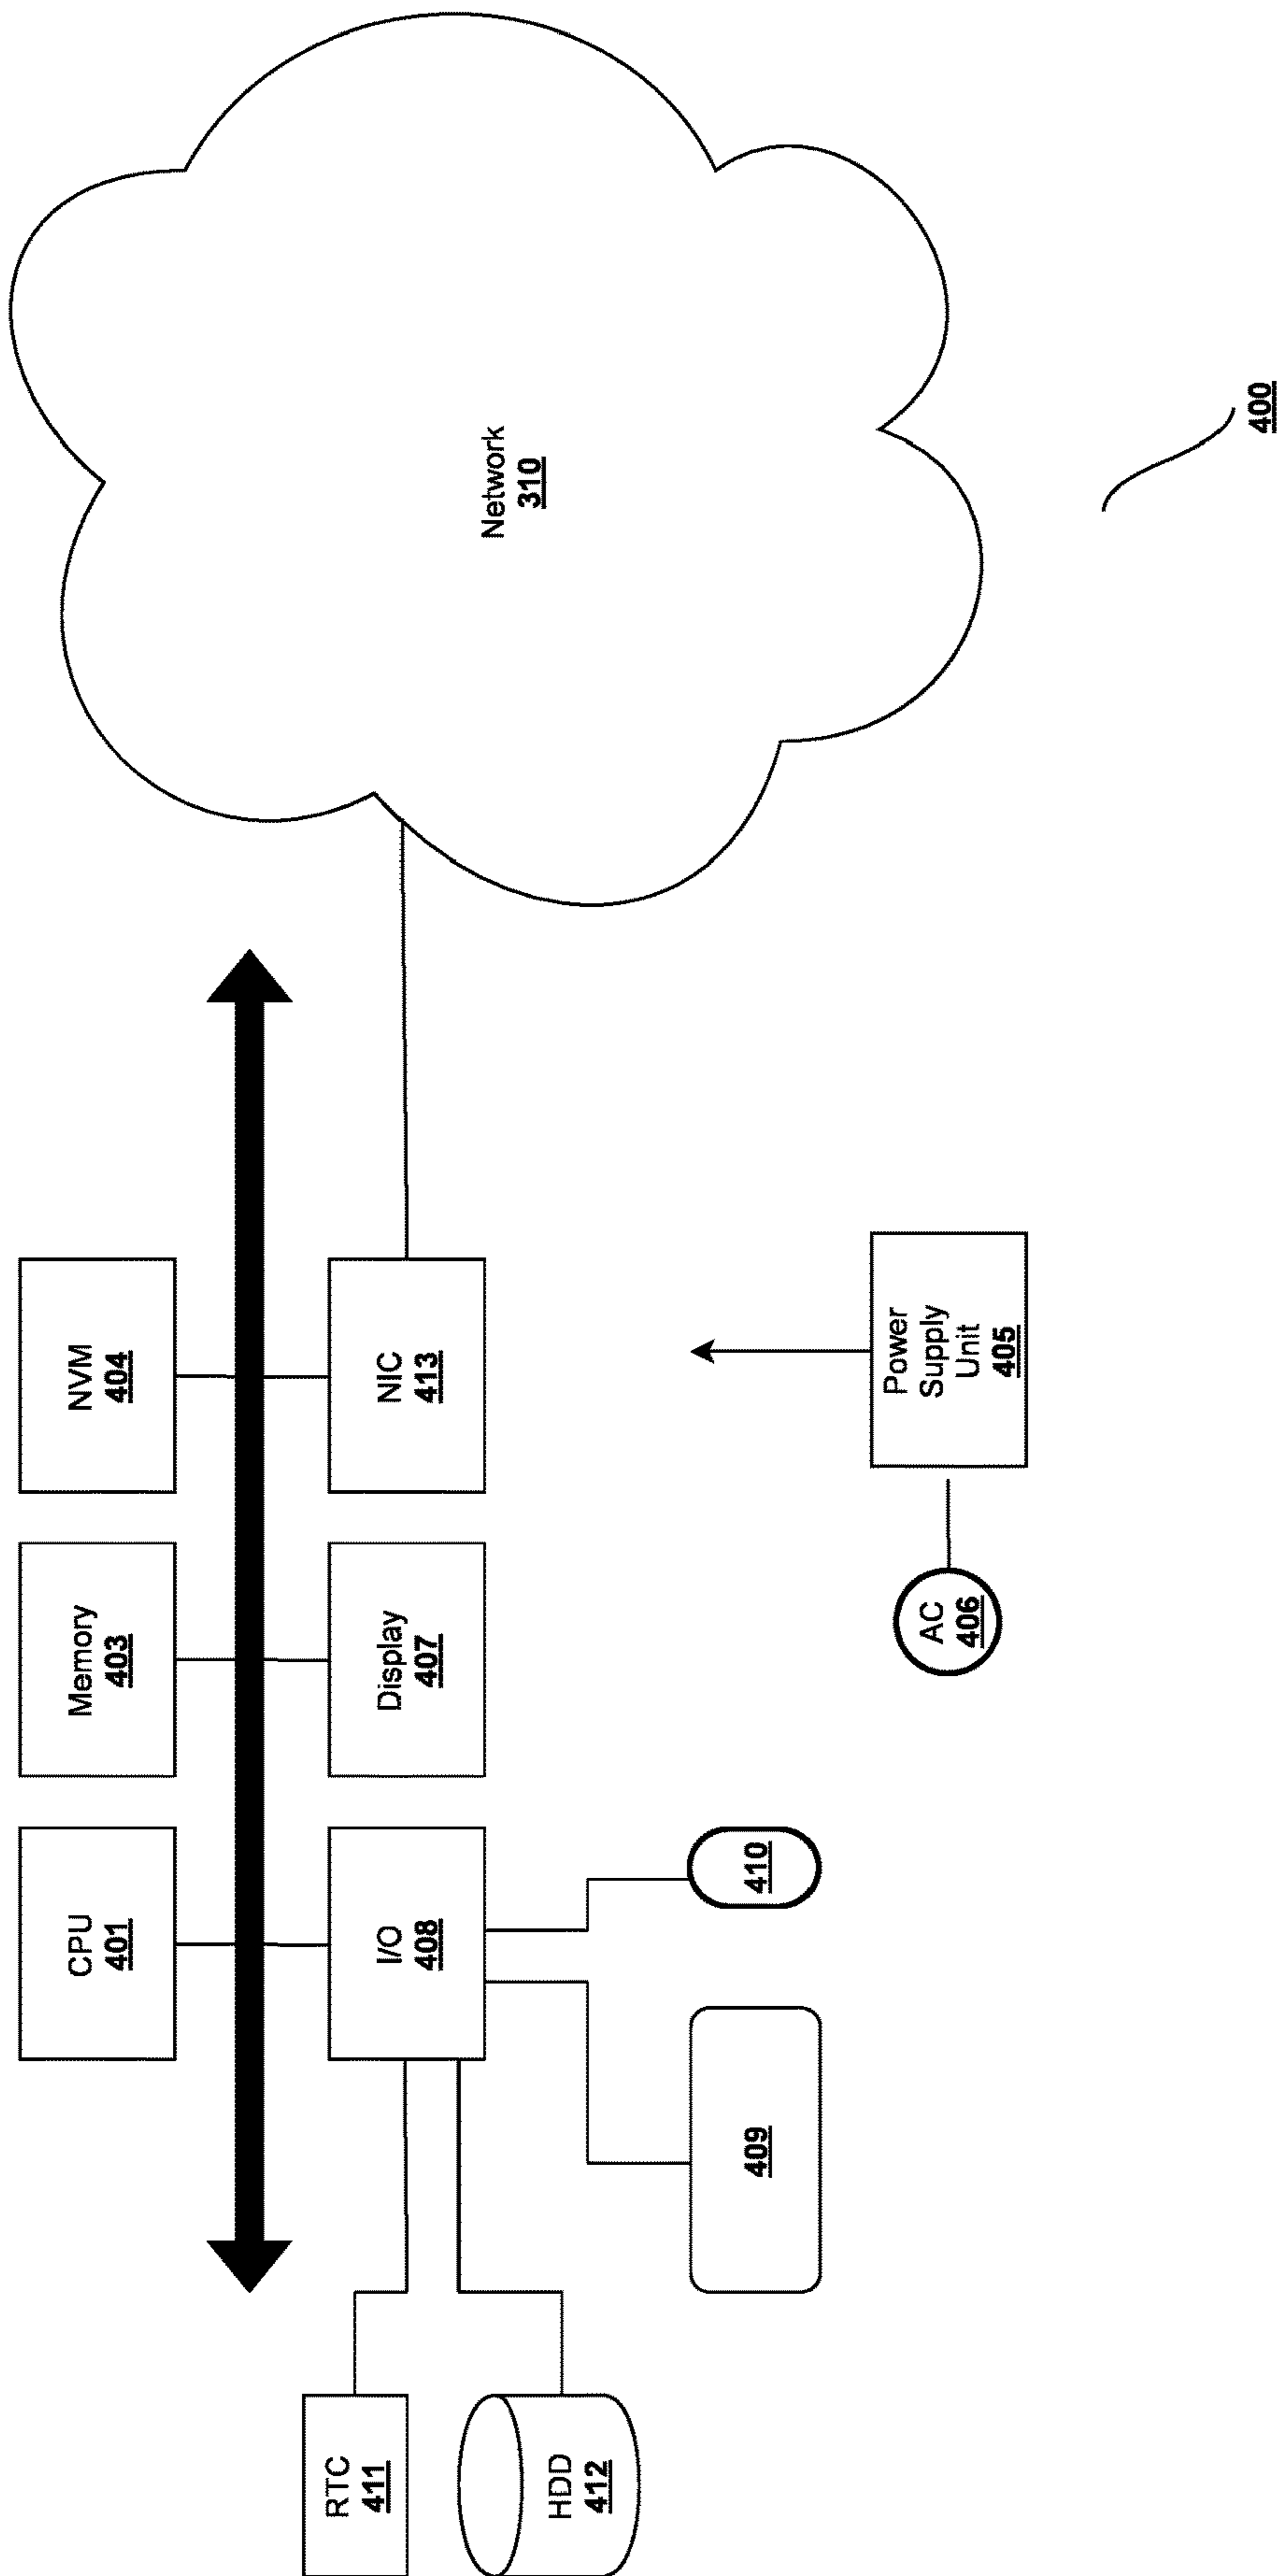 CPU
401
Memory
403
NVM
404
RTC
411
I/O
408
Display
407
NIC
413
Network
310
HDD
412
409
410
AC
406
Power
Supply
Unit
405
400